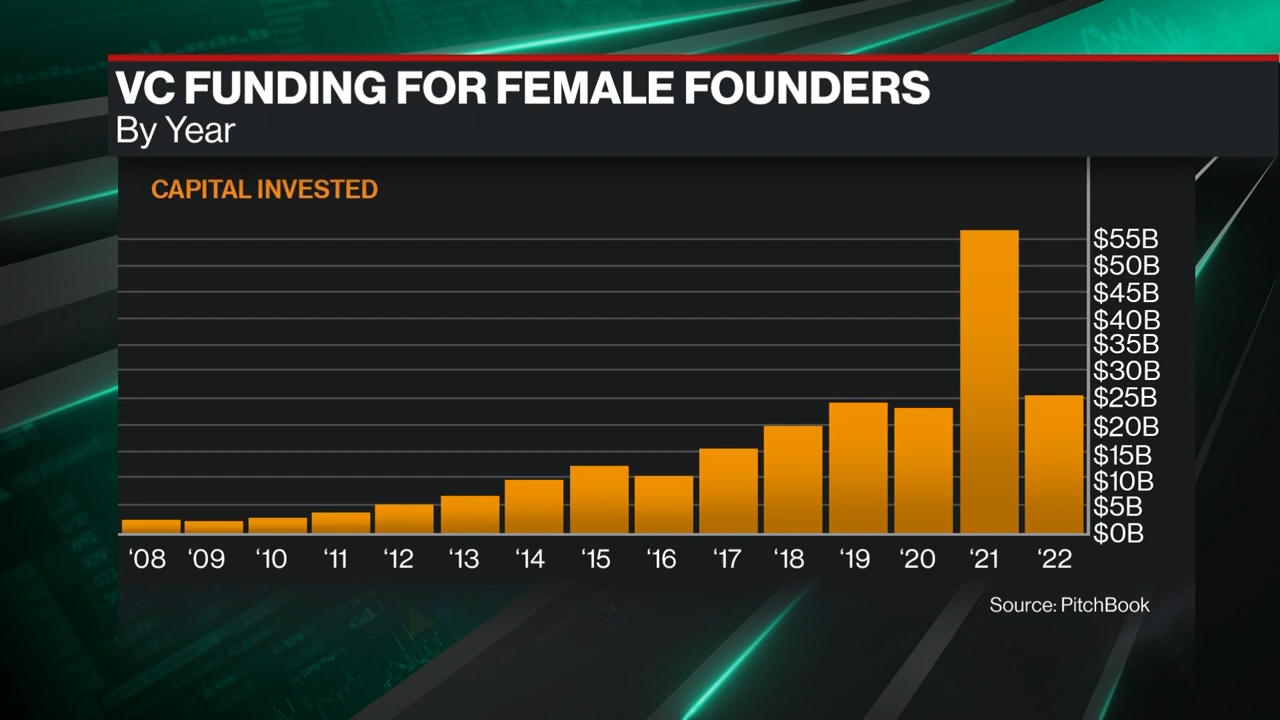 VC FUNDING FOR FEMALE FOUNDERS
By Year
CAPITAL INVESTED
$55B
$50B
$45B
$40B
$35B
$30B
$25B
$20B
$15B
$10B
$5B
$0B
‘08 ‘09 ‘10 ‘11 ‘12 ‘13 ‘14 ‘15 ‘16 ‘17 ‘18 ‘19 ‘20 ‘21 ‘22
Source: PitchBook